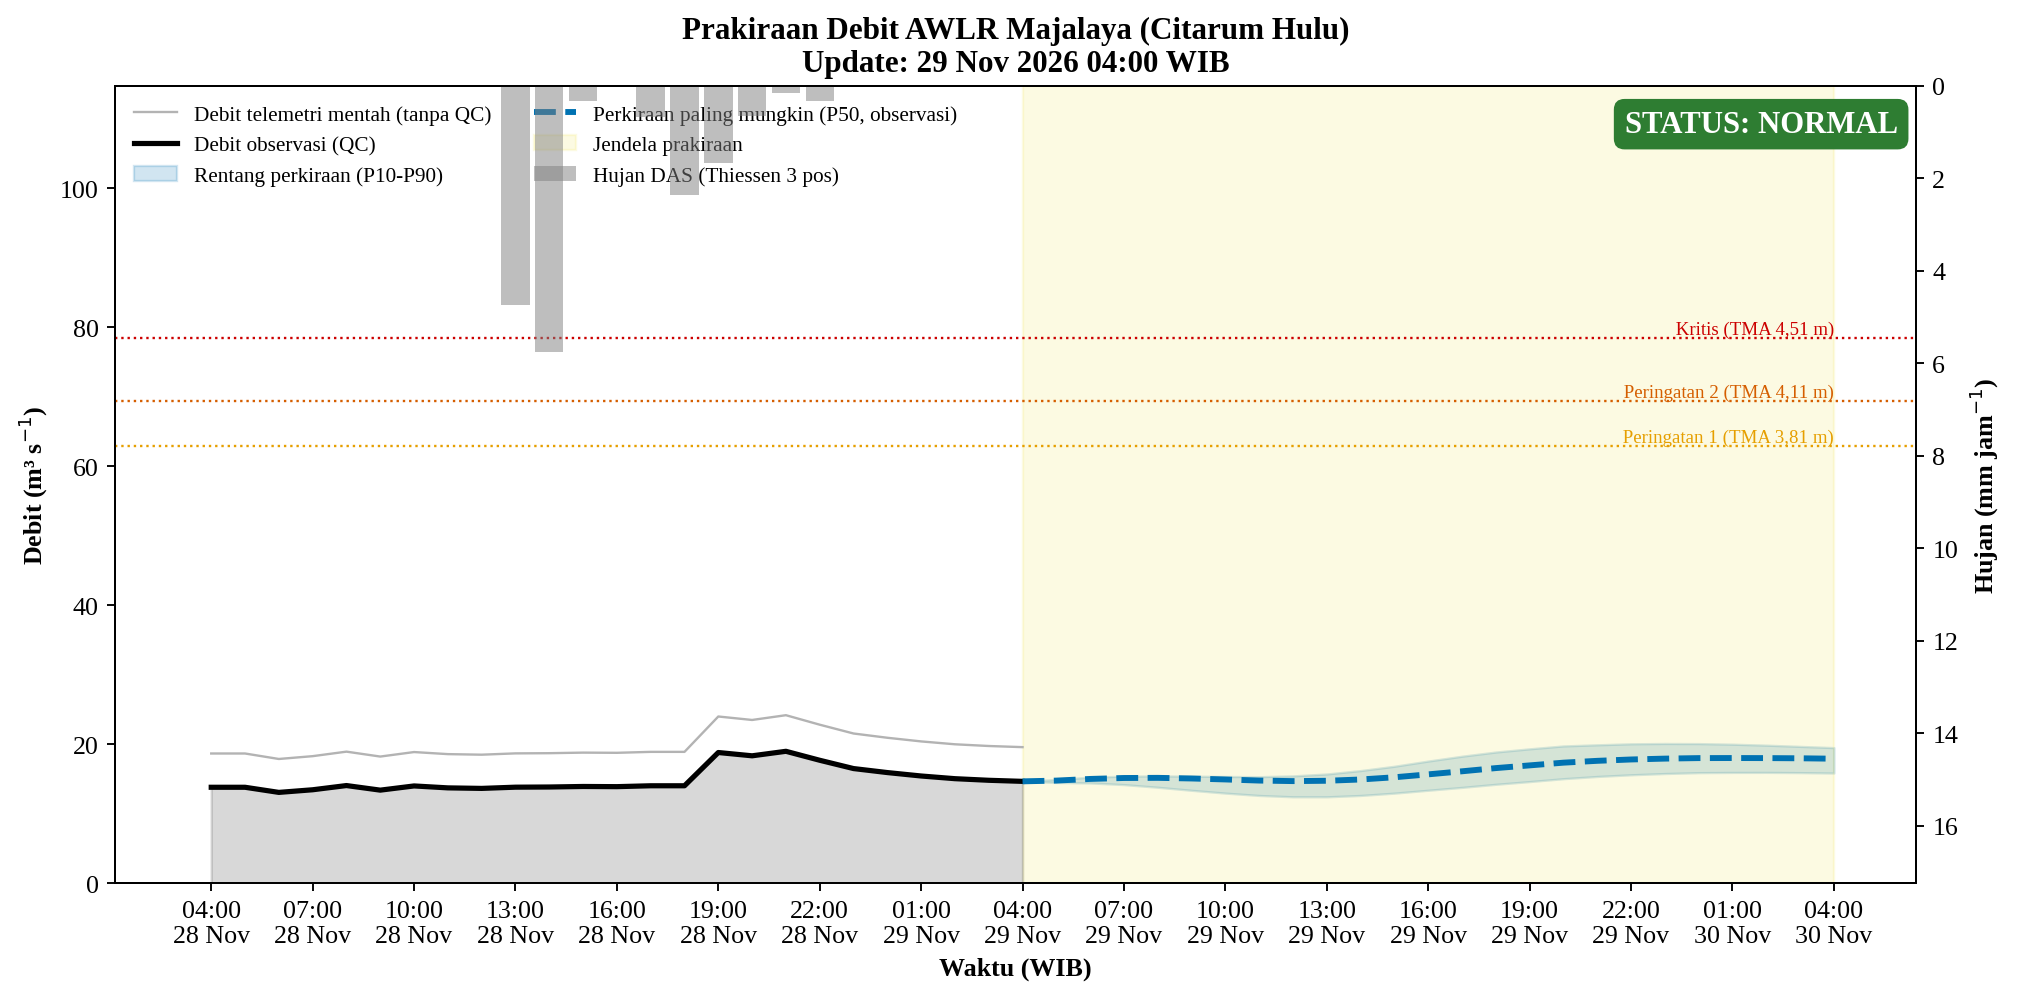 Prakiraan Debit AWLR Majalaya (Citarum Hulu)
Update: 29 Nov 2026 04:00 WIB
Debit telemetri mentah (tanpa QC)
Debit observasi (QC)
Rentang perkiraan (P10-P90)
Perkiraan paling mungkin (P50, observasi)
Jendela prakiraan
Hujan DAS (Thiessen 3 pos)
STATUS: NORMAL
Kritis (TMA 4,51 m)
Peringatan 2 (TMA 4,11 m)
Peringatan 1 (TMA 3,81 m)
Debit (m³ s⁻¹)
100
80
60
40
20
0
Hujan (mm jam⁻¹)
0
2
4
6
8
10
12
14
16
04:00 07:00 10:00 13:00 16:00 19:00 22:00 01:00 04:00 07:00 10:00 13:00 16:00 19:00 22:00 01:00 04:00
28 Nov 28 Nov 28 Nov 28 Nov 28 Nov 28 Nov 28 Nov 29 Nov 29 Nov 29 Nov 29 Nov 29 Nov 29 Nov 29 Nov 29 Nov 30 Nov 30 Nov
Waktu (WIB)